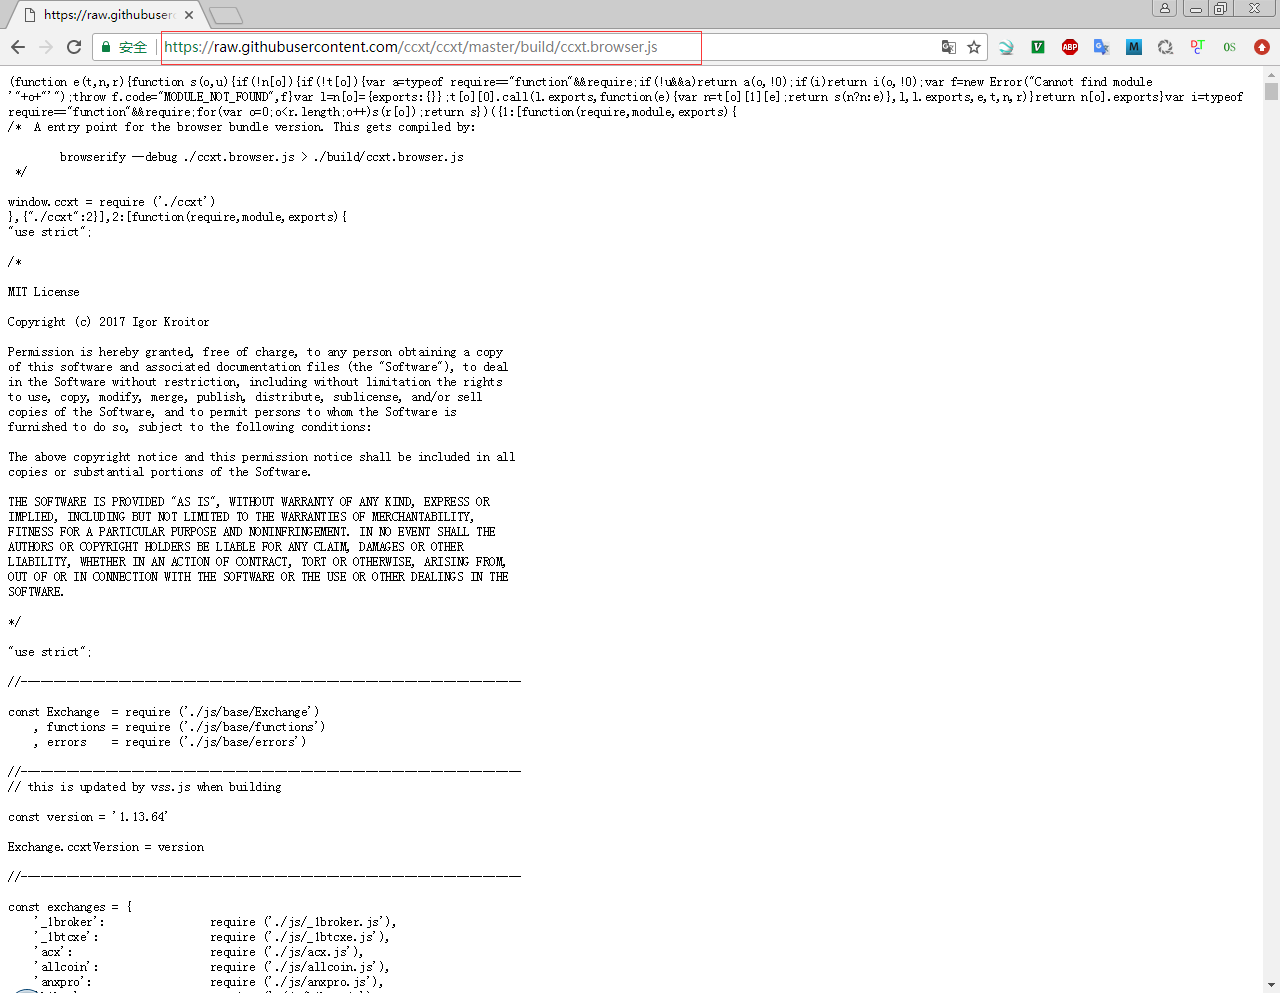 https://raw.githubuserc
安全
https://raw.githubusercontent.com/ccxt/ccxt/master/build/ccxt.browser.js
(function e(t,n,r){function s(o,u){if(!n[o]){if(!t[o]){var a=typeof require=="function"&&require;if(!u&&a)return a(o,!0);if(i)return i(o,!0);var f=new Error("Cannot find module
'"+o+"'");throw f.code="MODULE_NOT_FOUND",f}var l=n[o]={exports:{}};t[o][0].call(l.exports,function(e){var n=t[o][1][e];return s(n?n:e)},l,l.exports,e,t,n,r)}return n[o].exports}var i=typeof
require=="function"&&require;for(var o=0;o<r.length;o++)s(r[o]);return s})({1:[function(require,module,exports){
/*  A entry point for the browser bundle version. This gets compiled by:
browserify --debug ./ccxt.browser.js > ./build/ccxt.browser.js
*/
window.ccxt = require ('./ccxt')
},{"./ccxt":2}],2:[function(require,module,exports){
"use strict";
/*
MIT License
Copyright (c) 2017 Igor Kroitor
Permission is hereby granted, free of charge, to any person obtaining a copy
of this software and associated documentation files (the "Software"), to deal
in the Software without restriction, including without limitation the rights
to use, copy, modify, merge, publish, distribute, sublicense, and/or sell
copies of the Software, and to permit persons to whom the Software is
furnished to do so, subject to the following conditions:
The above copyright notice and this permission notice shall be included in all
copies or substantial portions of the Software.
THE SOFTWARE IS PROVIDED "AS IS", WITHOUT WARRANTY OF ANY KIND, EXPRESS OR
IMPLIED, INCLUDING BUT NOT LIMITED TO THE WARRANTIES OF MERCHANTABILITY,
FITNESS FOR A PARTICULAR PURPOSE AND NONINFRINGEMENT. IN NO EVENT SHALL THE
AUTHORS OR COPYRIGHT HOLDERS BE LIABLE FOR ANY CLAIM, DAMAGES OR OTHER
LIABILITY, WHETHER IN AN ACTION OF CONTRACT, TORT OR OTHERWISE, ARISING FROM,
OUT OF OR IN CONNECTION WITH THE SOFTWARE OR THE USE OR OTHER DEALINGS IN THE
SOFTWARE.
*/
"use strict";
//-----------------------------------------------------------------------------
const Exchange  = require ('./js/base/Exchange')
, functions = require ('./js/base/functions')
, errors    = require ('./js/base/errors')
//-----------------------------------------------------------------------------
// this is updated by vss.js when building
const version = '1.13.64'
Exchange.ccxtVersion = version
//-----------------------------------------------------------------------------
const exchanges = {
'_1broker':                require ('./js/_1broker.js'),
'_1btcxe':                 require ('./js/_1btcxe.js'),
'acx':                     require ('./js/acx.js'),
'allcoin':                 require ('./js/allcoin.js'),
'anxpro':                  require ('./js/anxpro.js'),